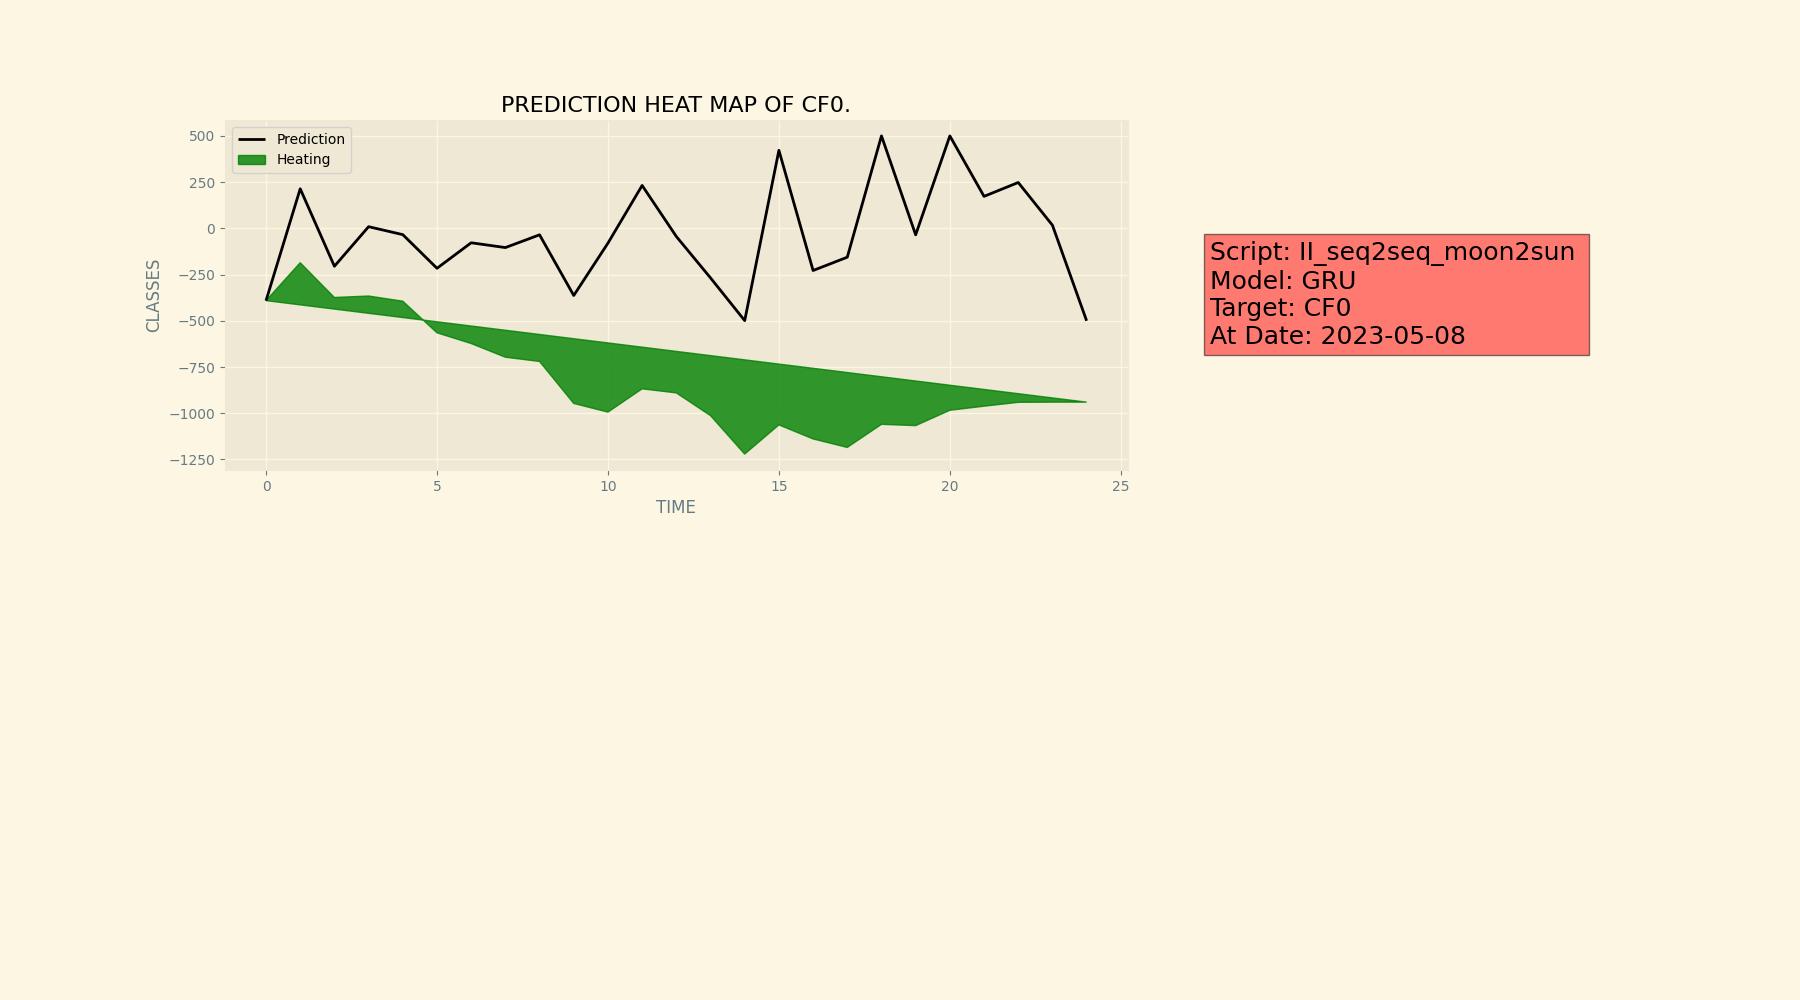 PREDICTION HEAT MAP OF CF0.
Prediction
Heating
500
250
0
−250
−500
−750
−1000
−1250
CLASSES
0 5 10 15 20 25
TIME
Script: II_seq2seq_moon2sun
Model: GRU
Target: CF0
At Date: 2023-05-08